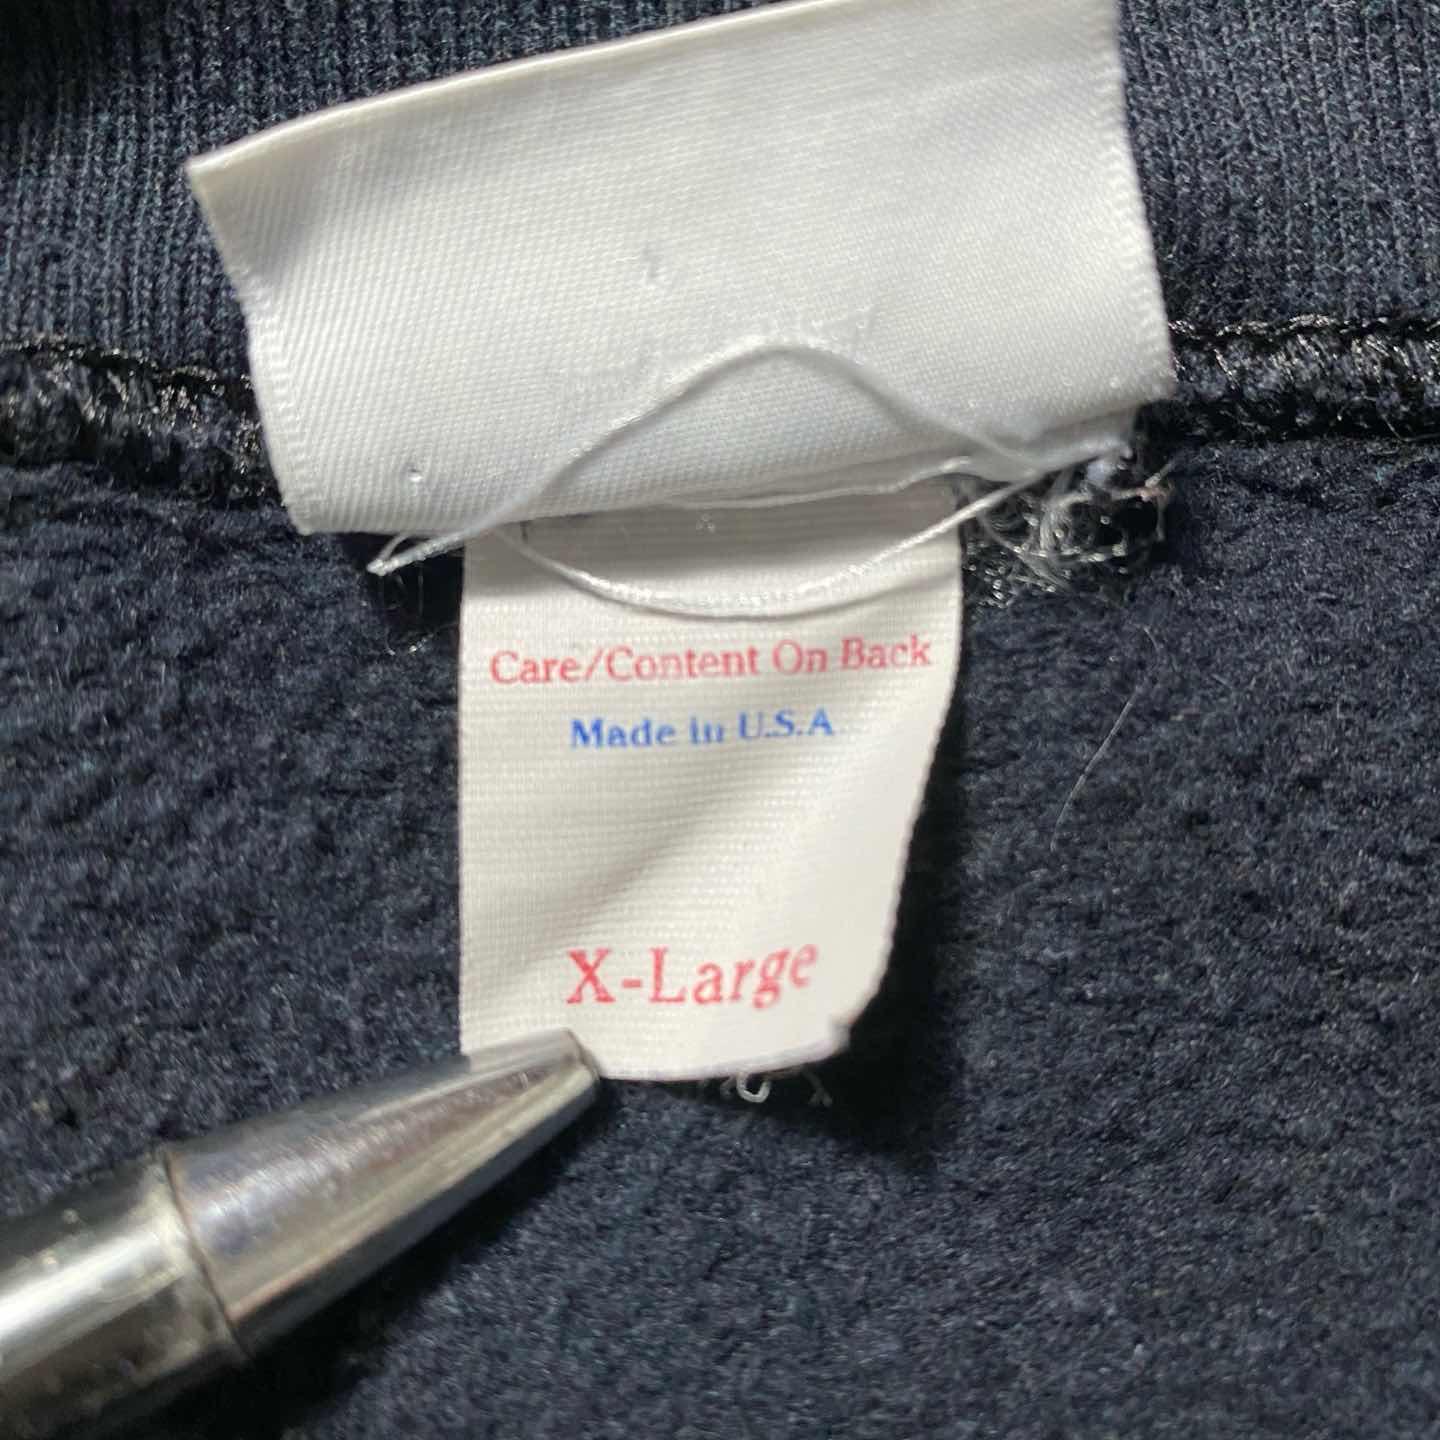 Care/Content On Back
Made in U.S.A
X-Large